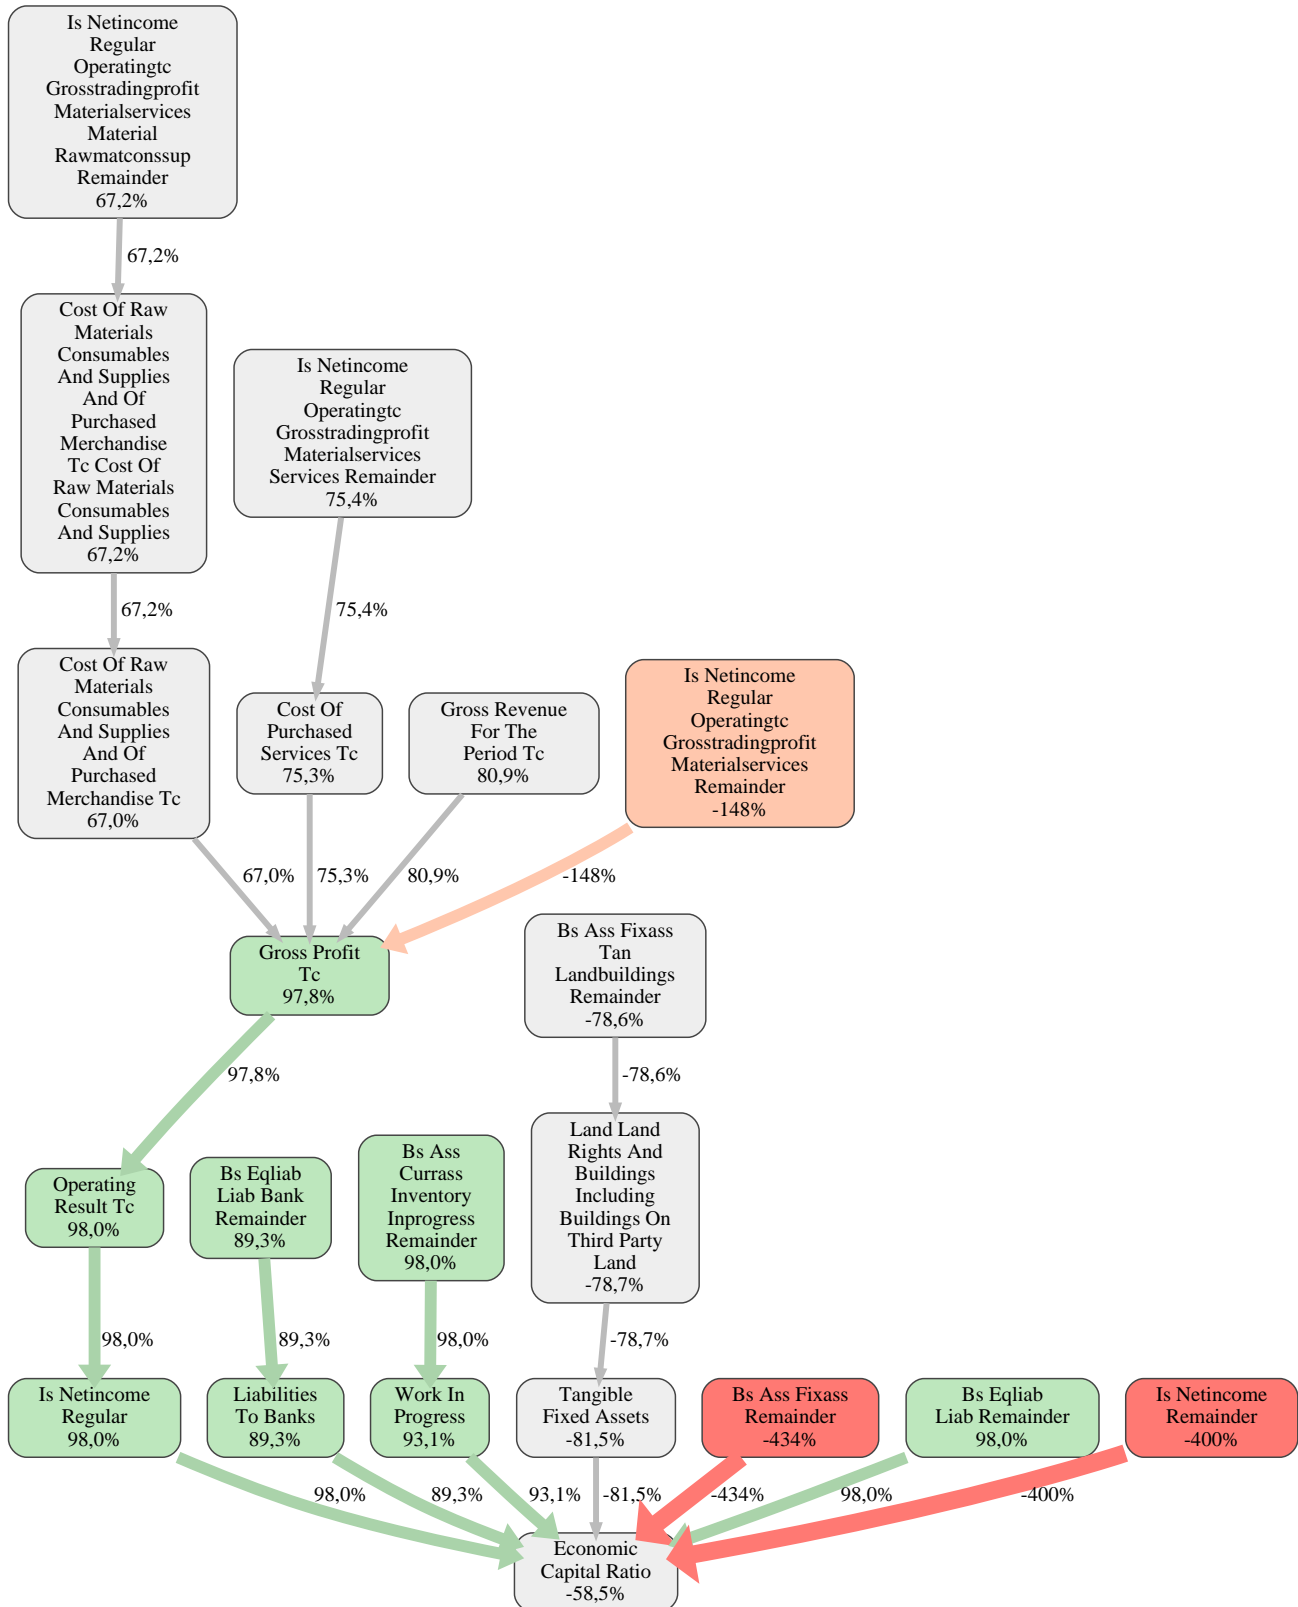 Is Netincome
Regular
Operatingtc
Grosstradingprofit
Materialservices
Material
Rawmatconssup
Remainder
67,2%
67,2%
Cost Of Raw
Materials
Consumables
And Supplies
And Of
Purchased
Merchandise
Tc Cost Of
Raw Materials
Consumables
And Supplies
67,2%
Is Netincome
Regular
Operatingtc
Grosstradingprofit
Materialservices
Services Remainder
75,4%
67,2%
75,4%
Cost Of Raw
Materials
Consumables
And Supplies
And Of
Purchased
Merchandise Tc
67,0%
Cost Of
Purchased
Services Tc
75,3%
Gross Revenue
For The
Period Tc
80,9%
Is Netincome
Regular
Operatingtc
Grosstradingprofit
Materialservices
Remainder
-148%
67,0%
75,3%
80,9%
-148%
Gross Profit
Tc
97,8%
Bs Ass Fixass
Tan
Landbuildings
Remainder
-78,6%
97,8%
-78,6%
Operating
Result Tc
98,0%
Bs Eqliab
Liab Bank
Remainder
89,3%
Bs Ass
Currass
Inventory
Inprogress
Remainder
98,0%
Land Land
Rights And
Buildings
Including
Buildings On
Third Party
Land
-78,7%
98,0%
89,3%
98,0%
-78,7%
Is Netincome
Regular
98,0%
Liabilities
To Banks
89,3%
Work In
Progress
93,1%
Tangible
Fixed Assets
-81,5%
Bs Ass Fixass
Remainder
-434%
Bs Eqliab
Liab Remainder
98,0%
Is Netincome
Remainder
-400%
98,0%
89,3%
93,1%
-81,5%
-434%
98,0%
-400%
Economic
Capital Ratio
-58,5%